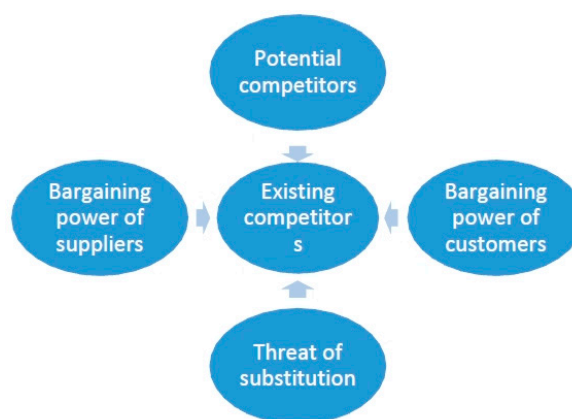 Potential
competitors
Bargaining
power of
suppliers
Existing
competitor
s
Bargaining
power of
customers
Threat of
substitution